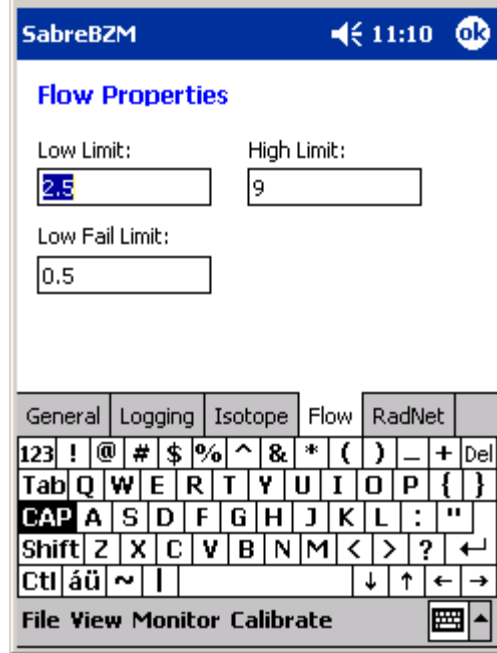 SabreBZM 11:10 ok
Flow Properties
Low Limit: High Limit:
2.5 9
Low Fail Limit:
0.5
General Logging Isotope Flow RadNet
123 ! @ # $ % ^ & * ( ) _ + Del
Tab Q W E R T Y U I O P { }
CAP A S D F G H J K L : "
Shift Z X C V B N M < > ? ↵
Ctl áü ~ | ↓ ↑ ← →
File View Monitor Calibrate